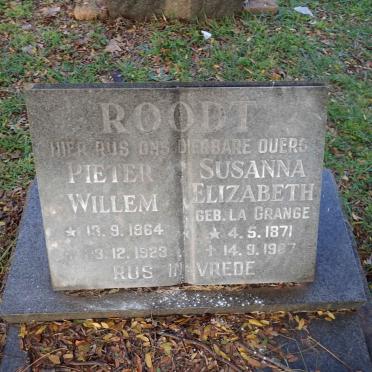 ROODT
HIER RUS ONS DIERBARE OUERS
PIETER
WILLEM
* 13.9.1864
13.12.1923
SUSANNA
ELIZABETH
GEB. LA GRANGE
* 4.5.1871
† 14.9.1967
RUS IN VREDE